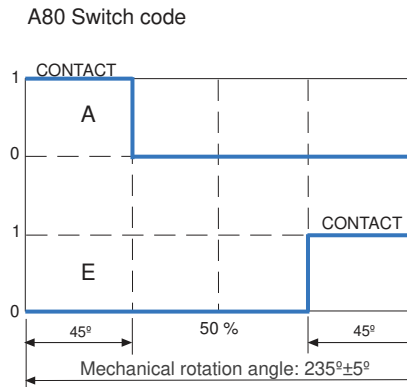 A80 Switch code
1 CONTACT
A
0
1 CONTACT
E
0
45º 50 % 45º
Mechanical rotation angle: 235º±5º